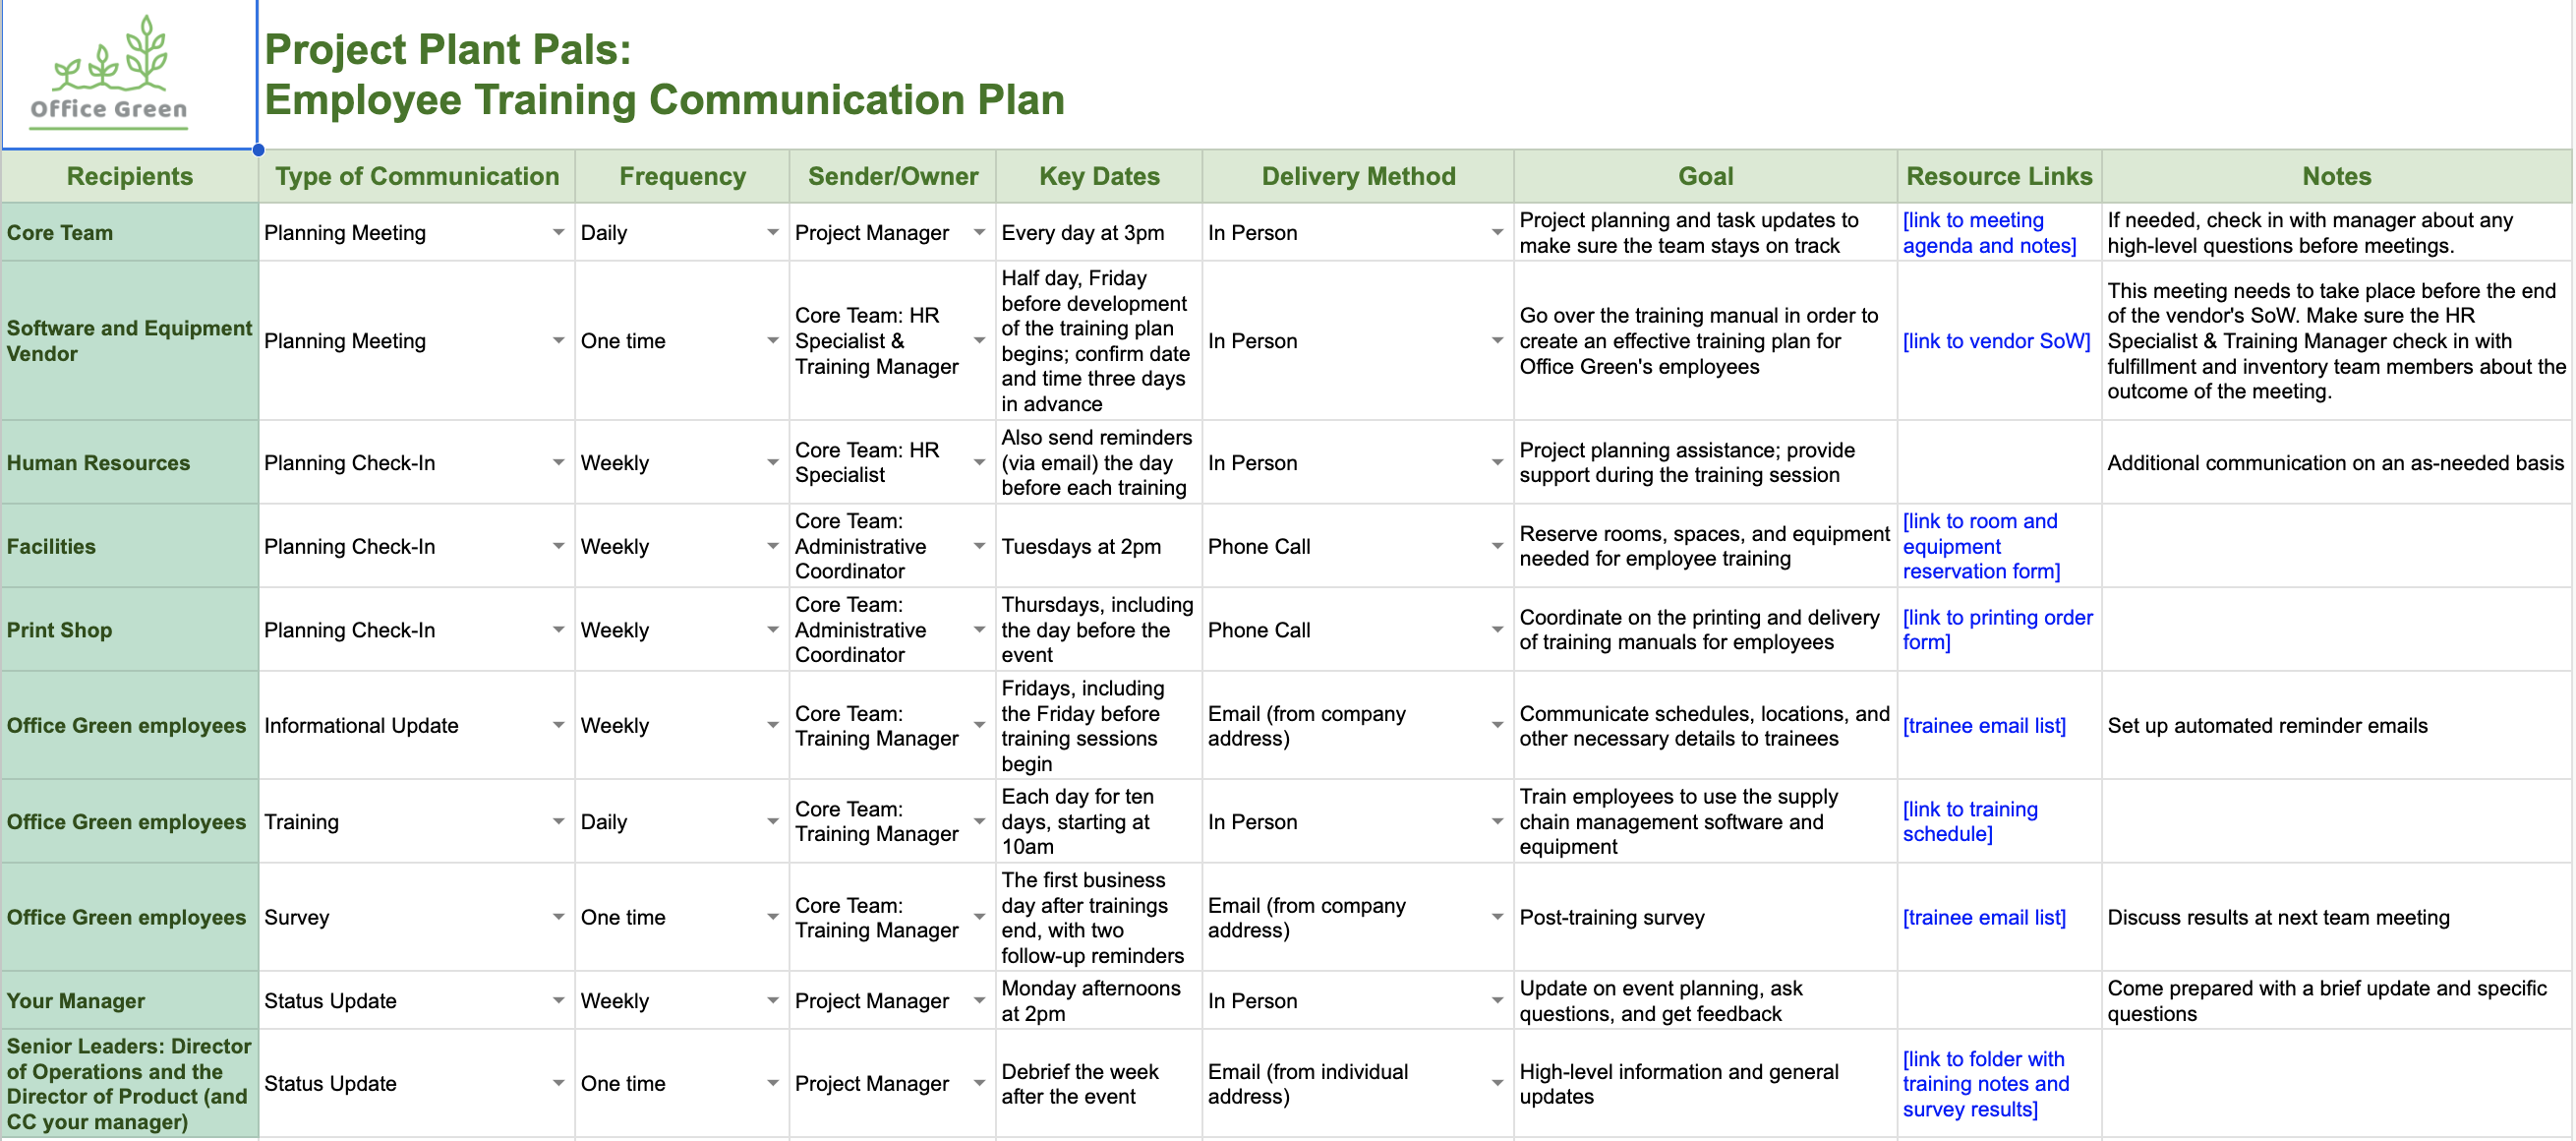 Office Green
Project Plant Pals:
Employee Training Communication Plan
Recipients
Type of Communication
Frequency
Sender/Owner
Key Dates
Delivery Method
Goal
Resource Links
Notes
Core Team
Planning Meeting
Daily
Project Manager
Every day at 3pm
In Person
Project planning and task updates to
make sure the team stays on track
[link to meeting
agenda and notes]
If needed, check in with manager about any
high-level questions before meetings.
Software and Equipment
Vendor
Planning Meeting
One time
Core Team: HR
Specialist &
Training Manager
Half day, Friday
before development
of the training plan
begins; confirm date
and time three days
in advance
In Person
Go over the training manual in order to
create an effective training plan for
Office Green's employees
[link to vendor SoW]
This meeting needs to take place before the end
of the vendor's SoW. Make sure the HR
Specialist & Training Manager check in with
fulfillment and inventory team members about the
outcome of the meeting.
Human Resources
Planning Check-In
Weekly
Core Team: HR
Specialist
Also send reminders
(via email) the day
before each training
In Person
Project planning assistance; provide
support during the training session
Additional communication on an as-needed basis
Facilities
Planning Check-In
Weekly
Core Team:
Administrative
Coordinator
Tuesdays at 2pm
Phone Call
Reserve rooms, spaces, and equipment
needed for employee training
[link to room and
equipment
reservation form]
Print Shop
Planning Check-In
Weekly
Core Team:
Administrative
Coordinator
Thursdays, including
the day before the
event
Phone Call
Coordinate on the printing and delivery
of training manuals for employees
[link to printing order
form]
Office Green employees
Informational Update
Weekly
Core Team:
Training Manager
Fridays, including
the Friday before
training sessions
begin
Email (from company
address)
Communicate schedules, locations, and
other necessary details to trainees
[trainee email list]
Set up automated reminder emails
Office Green employees
Training
Daily
Core Team:
Training Manager
Each day for ten
days, starting at
10am
In Person
Train employees to use the supply
chain management software and
equipment
[link to training
schedule]
Office Green employees
Survey
One time
Core Team:
Training Manager
The first business
day after trainings
end, with two
follow-up reminders
Email (from company
address)
Post-training survey
[trainee email list]
Discuss results at next team meeting
Your Manager
Status Update
Weekly
Project Manager
Monday afternoons
at 2pm
In Person
Update on event planning, ask
questions, and get feedback
Come prepared with a brief update and specific
questions
Senior Leaders: Director
of Operations and the
Director of Product (and
CC your manager)
Status Update
One time
Project Manager
Debrief the week
after the event
Email (from individual
address)
High-level information and general
updates
[link to folder with
training notes and
survey results]